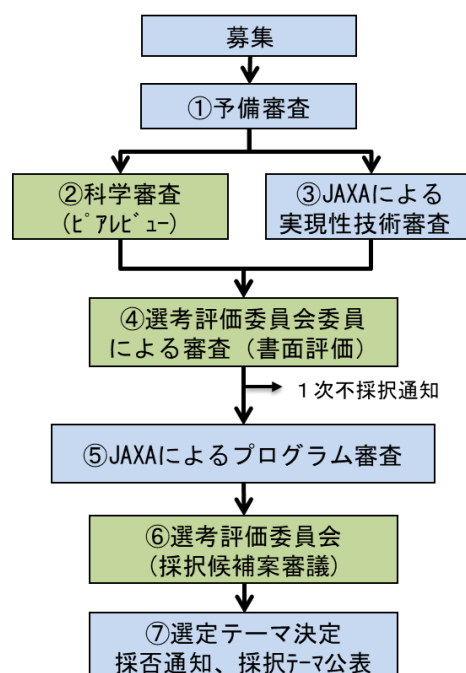 募集
①予備審査
②科学審査
(ﾋﾟｱﾚﾋﾞｭｰ)
③JAXAによる
実現性技術審査
④選考評価委員会委員
による審査（書面評価）
１次不採択通知
⑤JAXAによるプログラム審査
⑥選考評価委員会
(採択候補案審議)
⑦選定テーマ決定
採否通知、採択ﾃｰﾏ公表